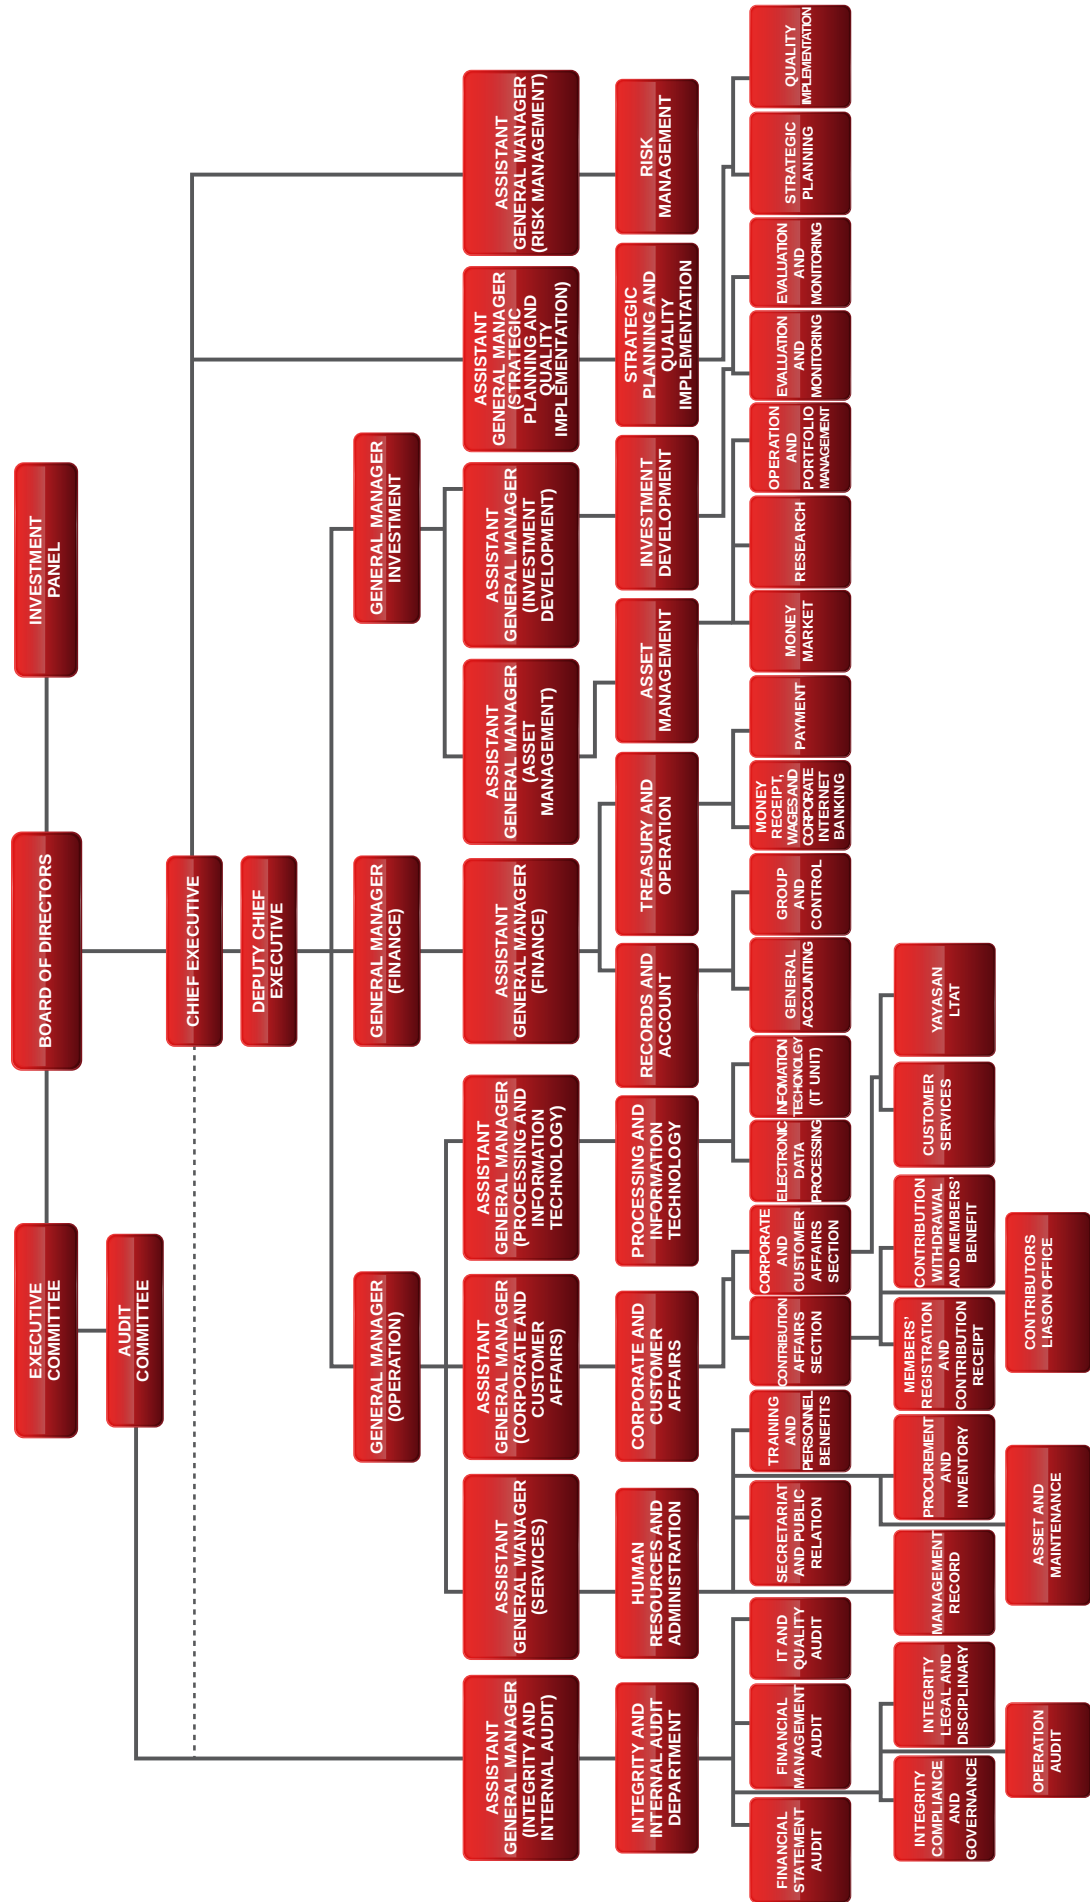 EXECUTIVE
COMMITTEE
BOARD OF DIRECTORS
INVESTMENT
PANEL
AUDIT
COMMITTEE
CHIEF EXECUTIVE
DEPUTY CHIEF
EXECUTIVE
GENERAL MANAGER
(OPERATION)
GENERAL MANAGER
(FINANCE)
GENERAL MANAGER
INVESTMENT
ASSISTANT
GENERAL MANAGER
(INTEGRITY AND
INTERNAL AUDIT)
ASSISTANT
GENERAL MANAGER
(SERVICES)
ASSISTANT
GENERAL MANAGER
(CORPORATE AND
CUSTOMER
AFFAIRS)
ASSISTANT
GENERAL MANAGER
(PROCESSING AND
INFORMATION
TECHNOLOGY)
ASSISTANT
GENERAL MANAGER
(FINANCE)
ASSISTANT
GENERAL MANAGER
(ASSET
MANAGEMENT)
ASSISTANT
GENERAL MANAGER
(INVESTMENT
DEVELOPMENT)
ASSISTANT
GENERAL MANAGER
(STRATEGIC
PLANNING AND
QUALITY
IMPLEMENTATION)
ASSISTANT
GENERAL MANAGER
(RISK MANAGEMENT)
INTEGRITY AND
INTERNAL AUDIT
DEPARTMENT
HUMAN
RESOURCES AND
ADMINISTRATION
CORPORATE AND
CUSTOMER
AFFAIRS
PROCESSING AND
INFORMATION
TECHNOLOGY
RECORDS AND
ACCOUNT
TREASURY AND
OPERATION
ASSET
MANAGEMENT
INVESTMENT
DEVELOPMENT
STRATEGIC
PLANNING AND
QUALITY
IMPLEMENTATION
RISK
MANAGEMENT
FINANCIAL
STATEMENT
AUDIT
FINANCIAL
MANAGEMENT
AUDIT
IT AND
QUALITY
AUDIT
SECRETARIAT
AND PUBLIC
RELATION
TRAINING
AND
PERSONNEL
BENEFITS
CONTRIBUTION
AFFAIRS
SECTION
CORPORATE
AND
CUSTOMER
AFFAIRS
SECTION
ELECTRONIC
DATA
PROCESSING
INFOMATION
TECHONOLGY
(IT UNIT)
GENERAL
ACCOUNTING
GROUP
AND
CONTROL
MONEY
RECEIPT,
WAGES AND
CORPORATE
INTERNET
BANKING
PAYMENT
MONEY
MARKET
RESEARCH
OPERATION
AND
PORTFOLIO
MANAGEMENT
EVALUATION
AND
MONITORING
EVALUATION
AND
MONITORING
STRATEGIC
PLANNING
QUALITY
IMPLEMENTATION
INTEGRITY
COMPLIANCE
AND
GOVERNANCE
INTEGRITY
LEGAL AND
DISCIPLINARY
MANAGEMENT
RECORD
PROCUREMENT
AND
INVENTORY
MEMBERS'
REGISTRATION
AND
CONTRIBUTION
RECEIPT
CONTRIBUTION
WITHDRAWAL
AND MEMBERS'
BENEFIT
CUSTOMER
SERVICES
YAYASAN
LTAT
OPERATION
AUDIT
ASSET AND
MAINTENANCE
CONTRIBUTORS
LIASON OFFICE